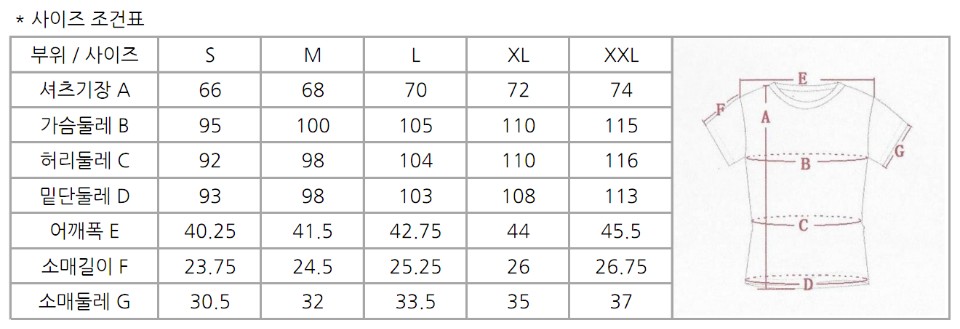 * 사이즈 조건표
부위 / 사이즈 S M L XL XXL
셔츠기장 A 66 68 70 72 74
가슴둘레 B 95 100 105 110 115
허리둘레 C 92 98 104 110 116
밑단둘레 D 93 98 103 108 113
어깨폭 E 40.25 41.5 42.75 44 45.5
소매길이 F 23.75 24.5 25.25 26 26.75
소매둘레 G 30.5 32 33.5 35 37
E
F
A
G
B
C
D